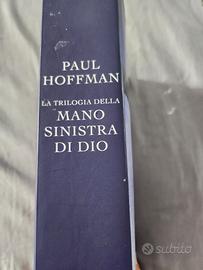 PAUL
HOFFMAN
LA TRILOGIA DELLA
MANO
SINISTRA
DI DIO
subito